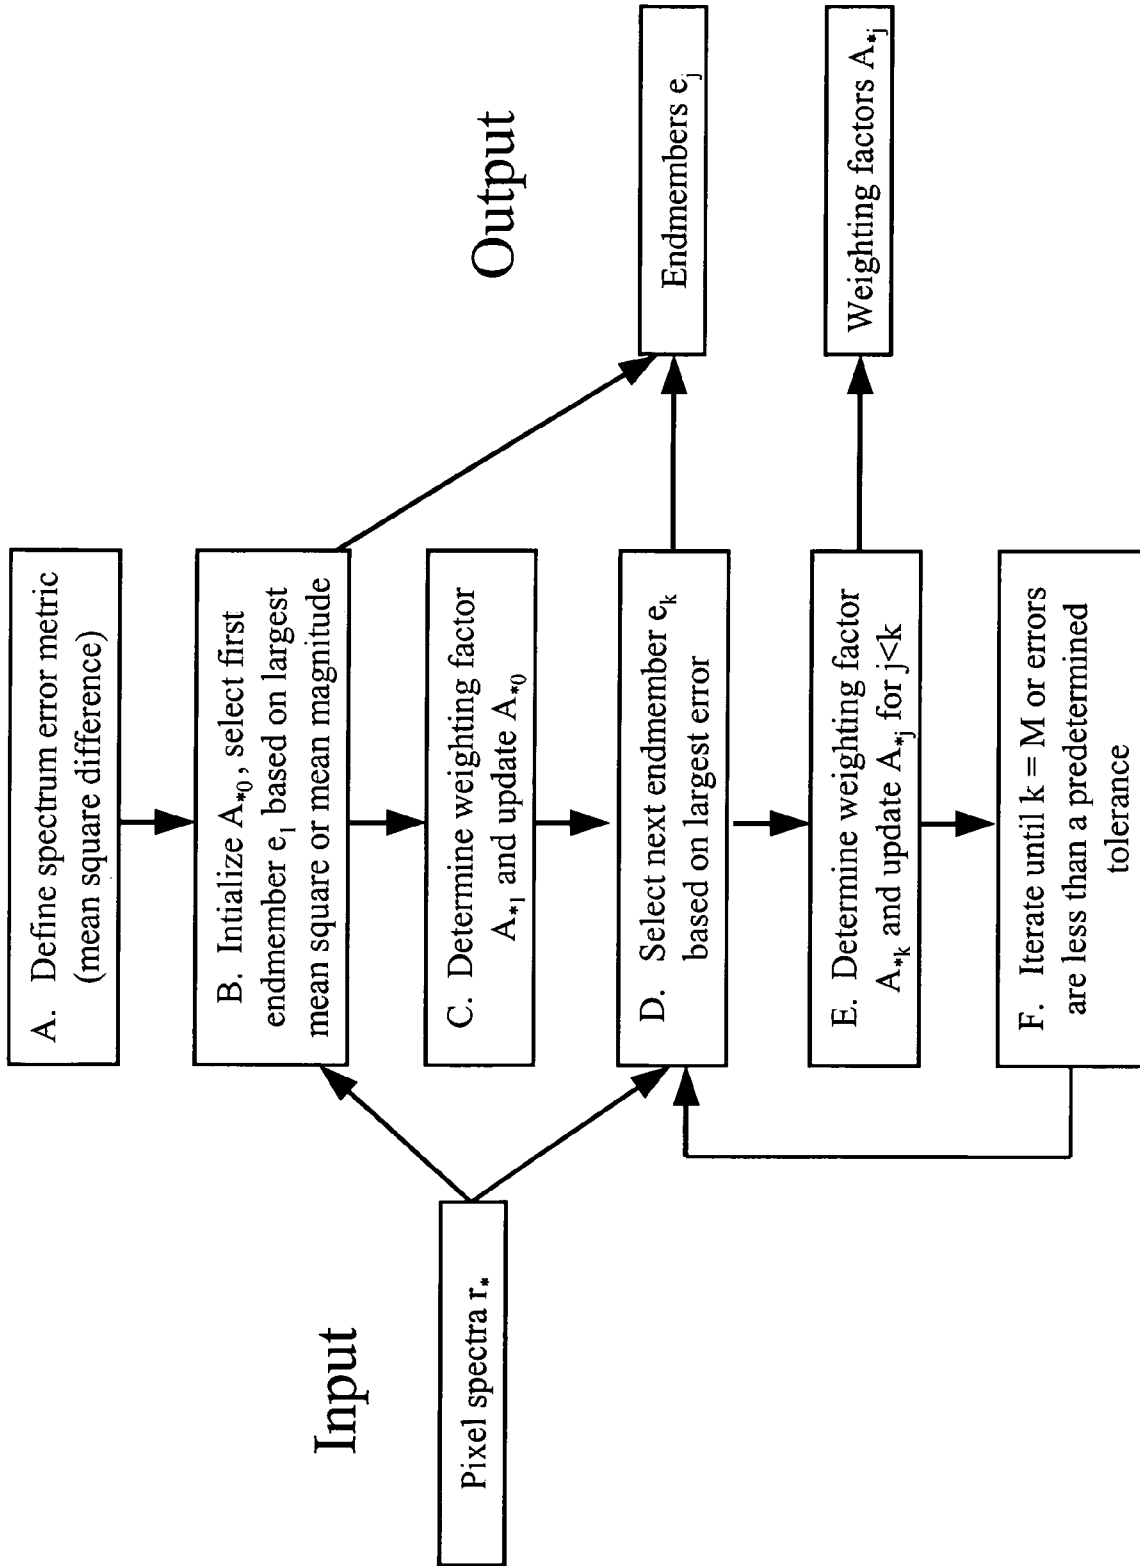 Input
Pixel spectra r*
A. Define spectrum error metric
(mean square difference)
B. Intialize A*0, select first
endmember e1 based on largest
mean square or mean magnitude
C. Determine weighting factor
A*1 and update A*0
D. Select next endmember ek
based on largest error
E. Determine weighting factor
A*k and update A*j for j<k
F. Iterate until k = M or errors
are less than a predetermined
tolerance
Output
Endmembers ej
Weighting factors A*j